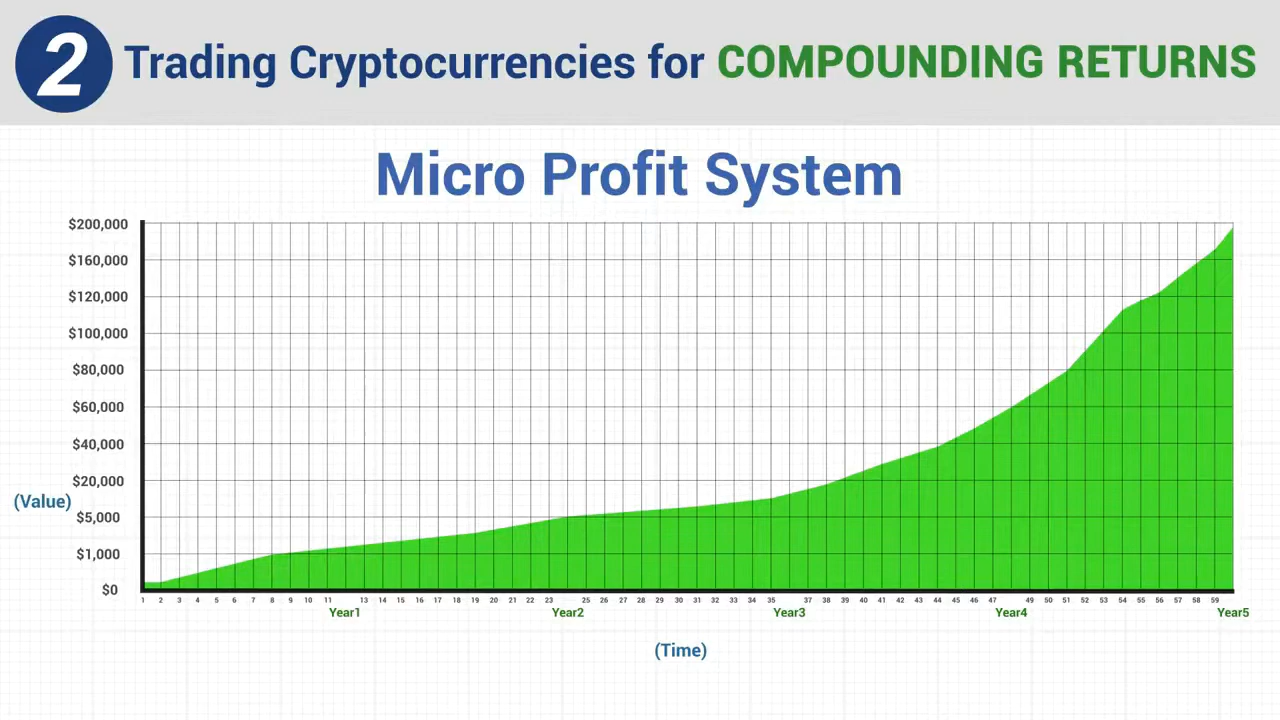 2 Trading Cryptocurrencies for COMPOUNDING RETURNS
Micro Profit System
$200,000
$160,000
$120,000
$100,000
$80,000
$60,000
$40,000
$20,000
(Value)
$5,000
$1,000
$0
1 2 3 4 5 6 7 8 9 10 11 13 14 15 16 17 18 19 20 21 22 23 25 26 27 28 29 30 31 32 33 34 35 37 38 39 40 41 42 43 44 45 46 47 49 50 51 52 53 54 55 56 57 58 59
Year1 Year2 Year3 Year4 Year5
(Time)